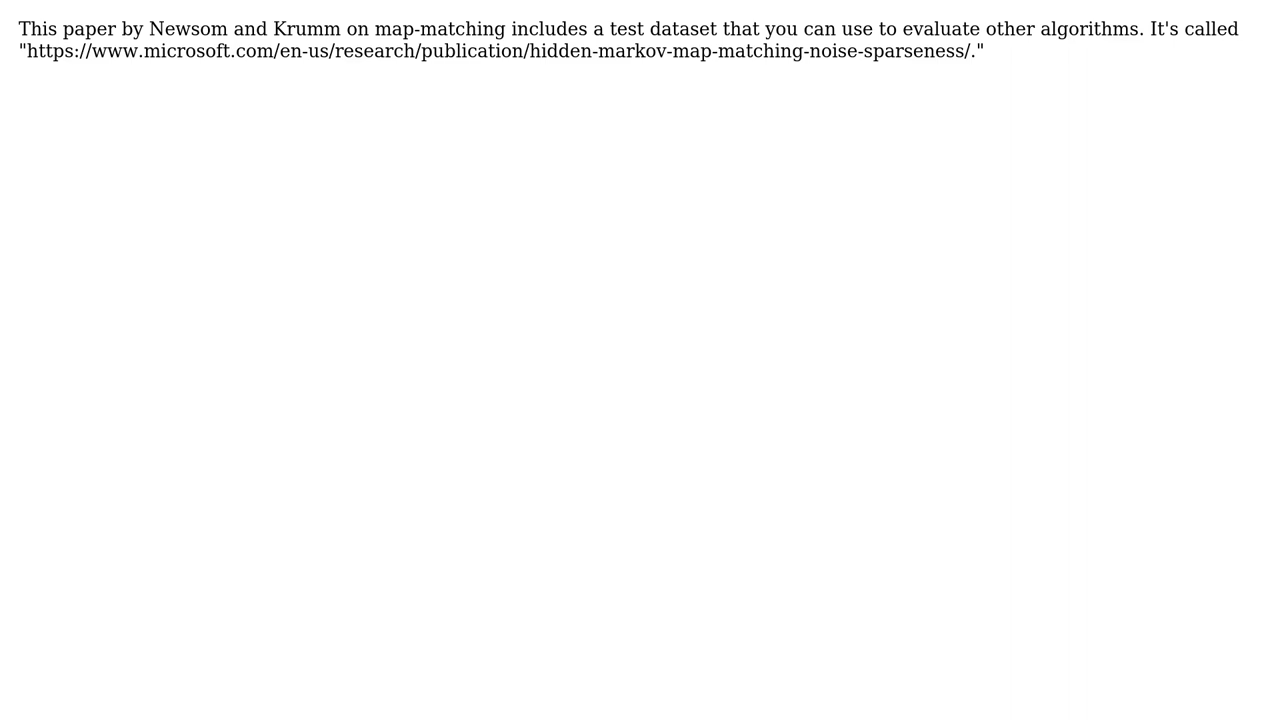 This paper by Newsom and Krumm on map-matching includes a test dataset that you can use to evaluate other algorithms. It's called
"https://www.microsoft.com/en-us/research/publication/hidden-markov-map-matching-noise-sparseness/."